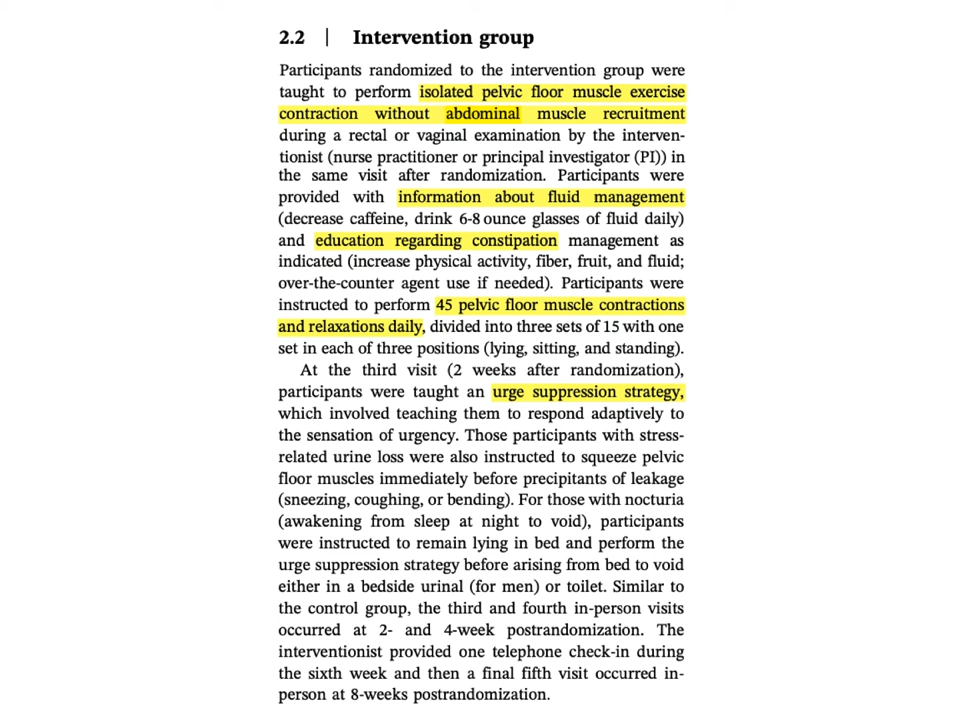 2.2 | Intervention group
Participants randomized to the intervention group were
taught to perform isolated pelvic floor muscle exercise
contraction without abdominal muscle recruitment
during a rectal or vaginal examination by the interven-
tionist (nurse practitioner or principal investigator (PI)) in
the same visit after randomization. Participants were
provided with information about fluid management
(decrease caffeine, drink 6-8 ounce glasses of fluid daily)
and education regarding constipation management as
indicated (increase physical activity, fiber, fruit, and fluid;
over-the-counter agent use if needed). Participants were
instructed to perform 45 pelvic floor muscle contractions
and relaxations daily, divided into three sets of 15 with one
set in each of three positions (lying, sitting, and standing).
At the third visit (2 weeks after randomization),
participants were taught an urge suppression strategy,
which involved teaching them to respond adaptively to
the sensation of urgency. Those participants with stress-
related urine loss were also instructed to squeeze pelvic
floor muscles immediately before precipitants of leakage
(sneezing, coughing, or bending). For those with nocturia
(awakening from sleep at night to void), participants
were instructed to remain lying in bed and perform the
urge suppression strategy before arising from bed to void
either in a bedside urinal (for men) or toilet. Similar to
the control group, the third and fourth in-person visits
occurred at 2- and 4-week postrandomization. The
interventionist provided one telephone check-in during
the sixth week and then a final fifth visit occurred in-
person at 8-weeks postrandomization.